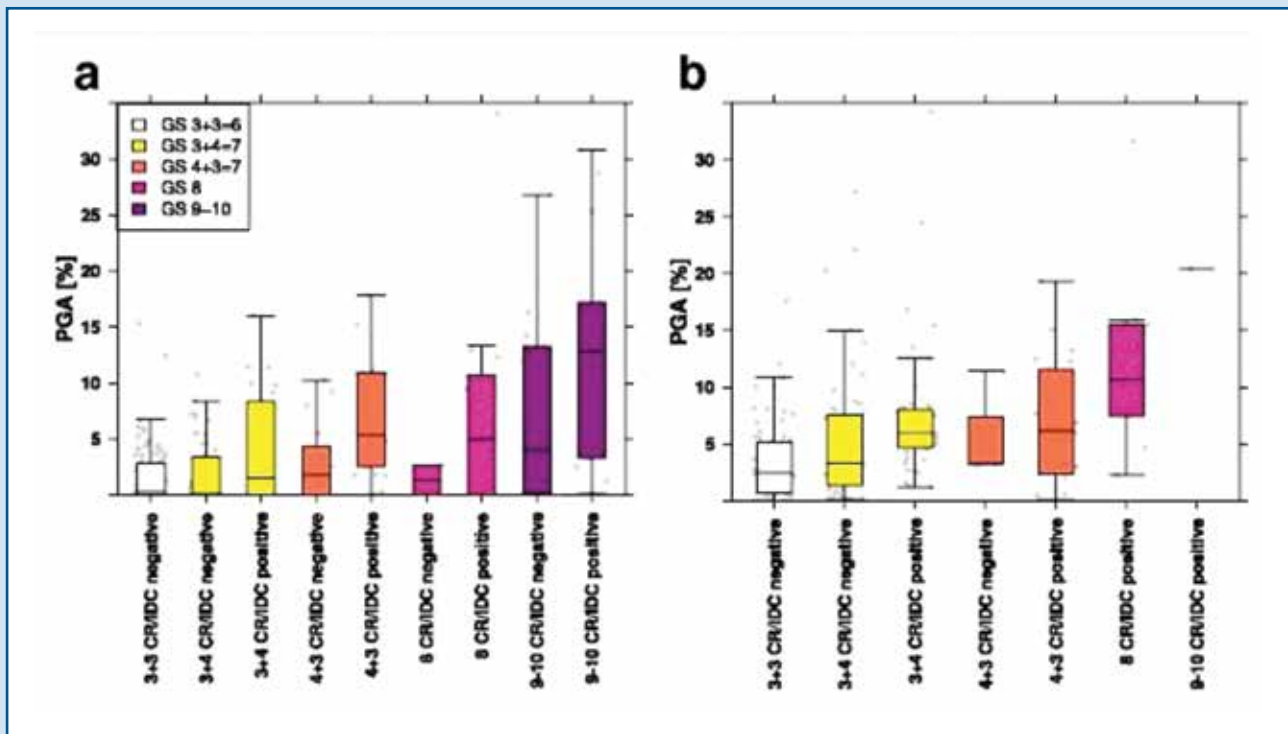 a
GS 3+3=6
GS 3+4=7
GS 4+3=7
GS 8
GS 9–10
PGA [%]
30
25
20
15
10
5
3+3 CR/IDC negative
3+4 CR/IDC negative
3+4 CR/IDC positive
4+3 CR/IDC negative
4+3 CR/IDC positive
8 CR/IDC negative
8 CR/IDC positive
9-10 CR/IDC negative
9-10 CR/IDC positive
b
PGA [%]
30
25
20
15
10
5
3+3 CR/IDC negative
3+4 CR/IDC negative
3+4 CR/IDC positive
4+3 CR/IDC negative
4+3 CR/IDC positive
8 CR/IDC positive
9-10 CR/IDC positive